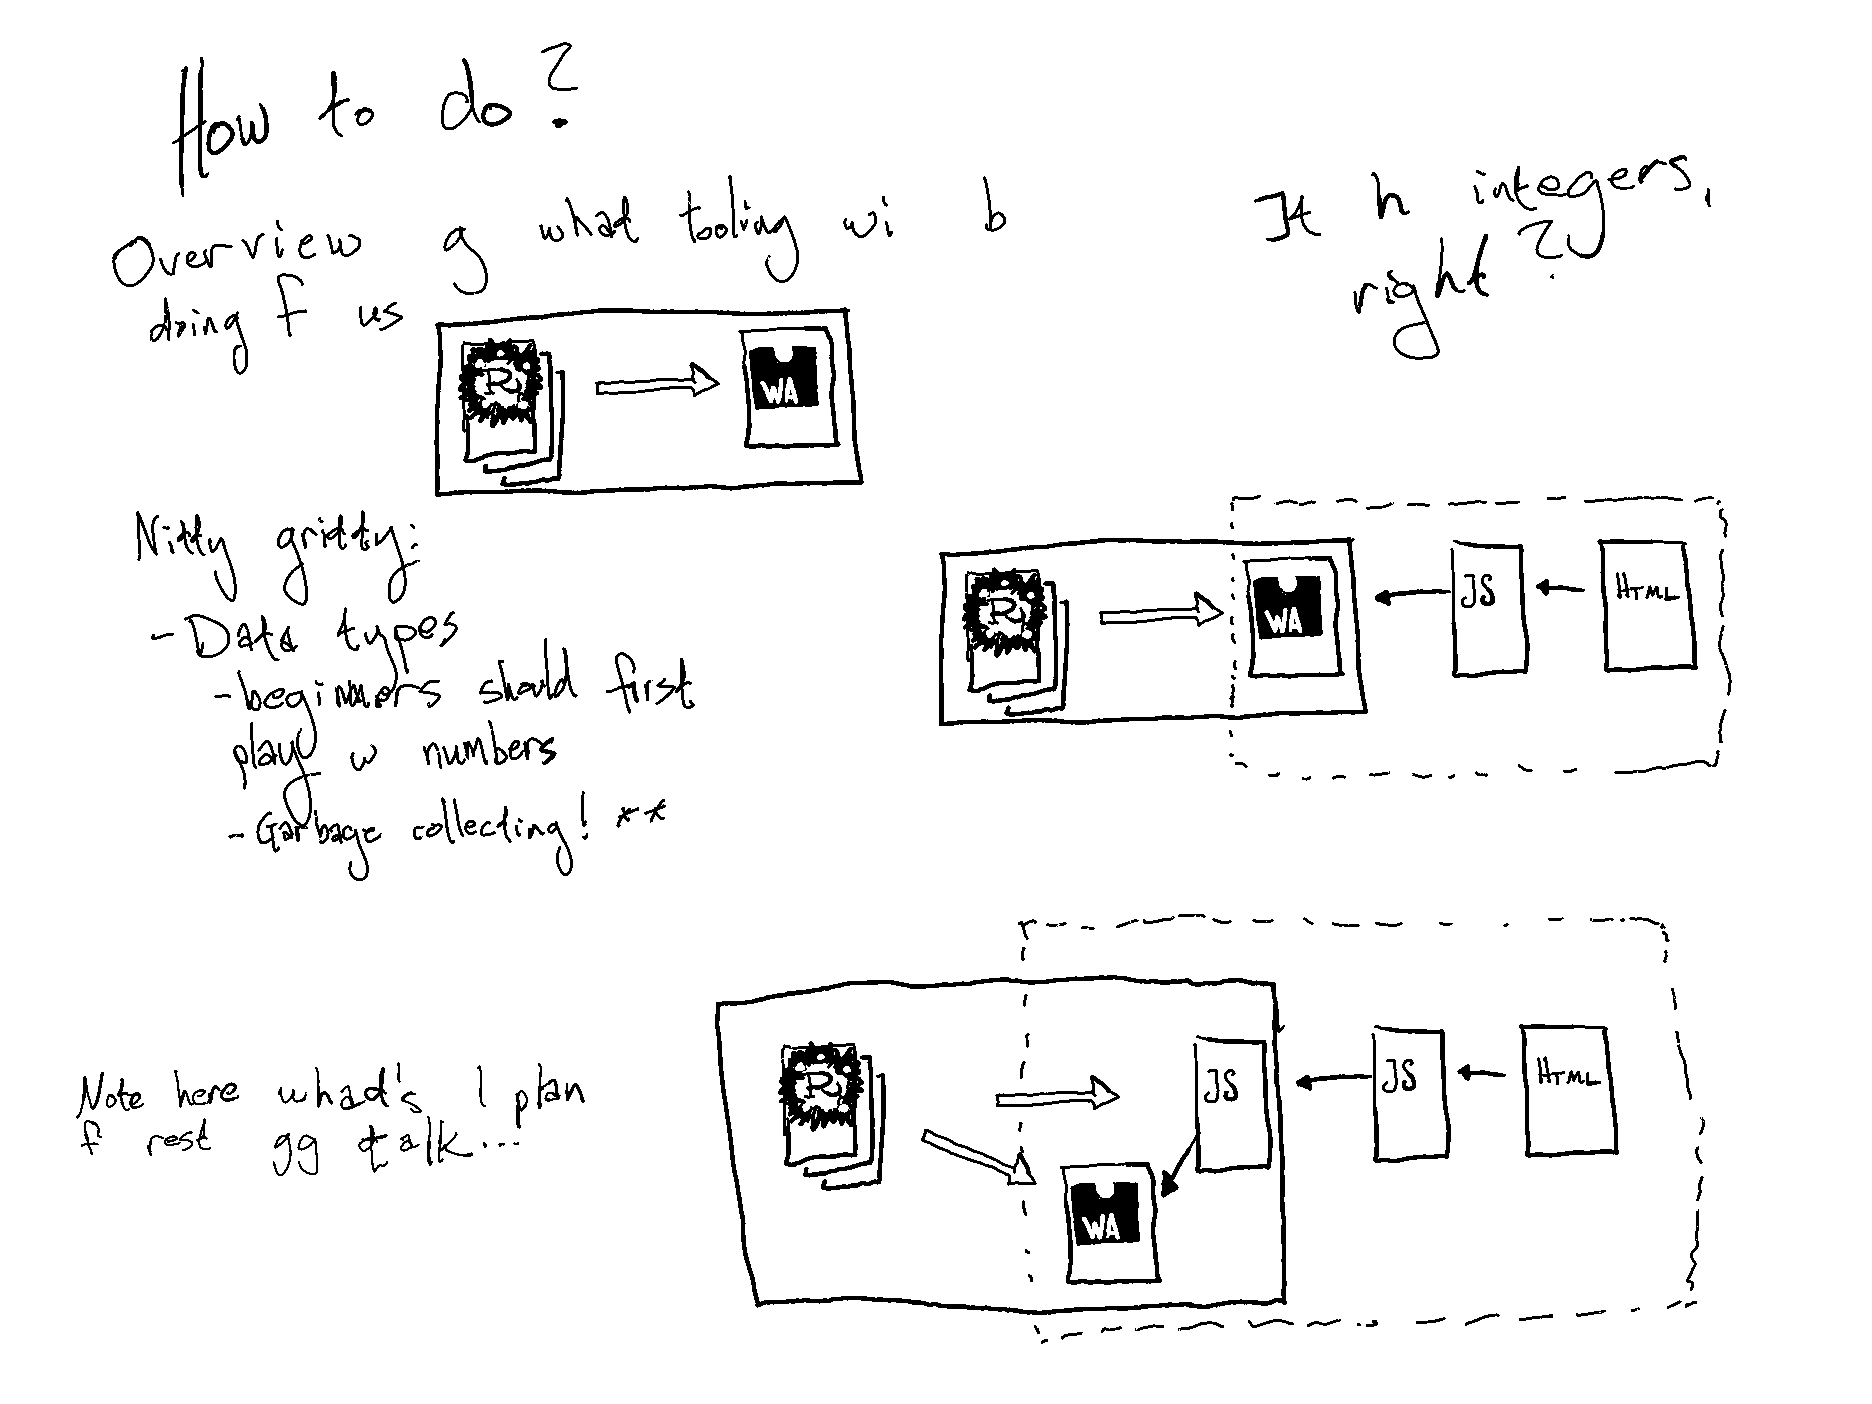 How to do?
Overview g what tooling wi b
doing f us
It h integers,
right?
R
WA
Nitty gritty:
- Data types
- beginners should first
play w numbers
- Garbage collecting! **
R
WA
JS
HTML
Note here what's l plan
f rest gg talk...
R
JS
WA
JS
HTML